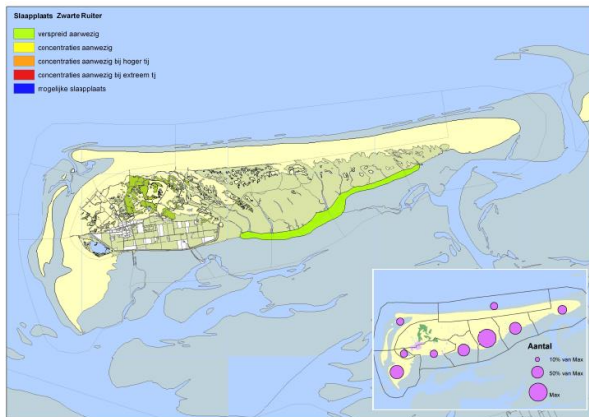 Slaapplaats Zwarte Ruiter
verspreid aanwezig
concentraties aanwezig
concentraties aanwezig bij hoger tij
concentraties aanwezig bij extreem tij
mogelijke slaapplaats
Aantal
10% van Max
50% van Max
Max